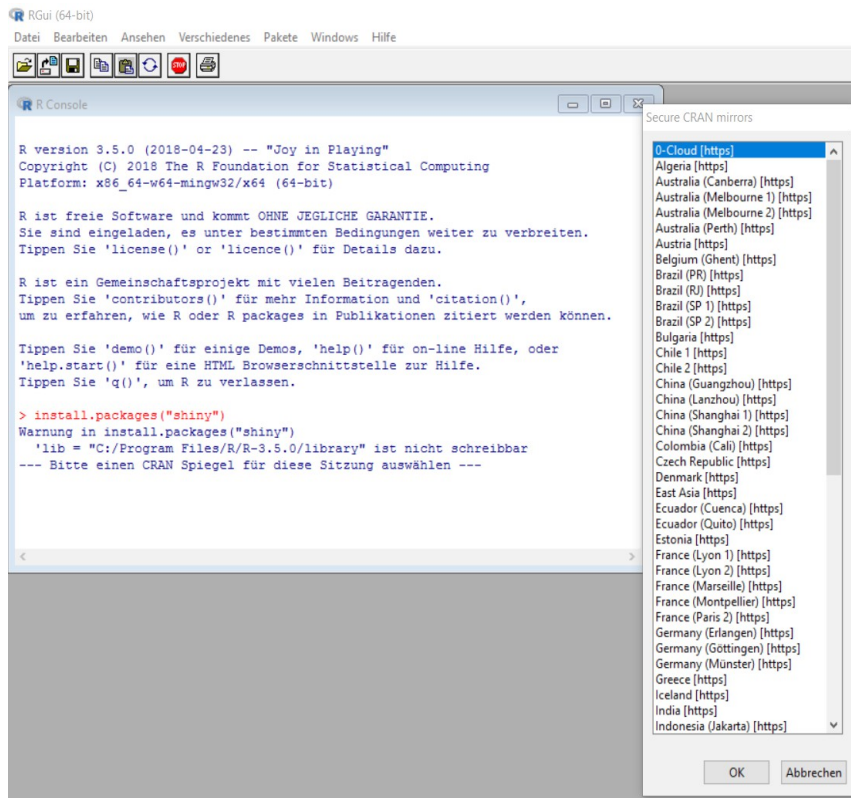 RGui (64-bit)
Datei Bearbeiten Ansehen Verschiedenes Pakete Windows Hilfe
STOP
R Console
R version 3.5.0 (2018-04-23) -- "Joy in Playing"
Copyright (C) 2018 The R Foundation for Statistical Computing
Platform: x86_64-w64-mingw32/x64 (64-bit)
R ist freie Software und kommt OHNE JEGLICHE GARANTIE.
Sie sind eingeladen, es unter bestimmten Bedingungen weiter zu verbreiten.
Tippen Sie 'license()' or 'licence()' für Details dazu.
R ist ein Gemeinschaftsprojekt mit vielen Beitragenden.
Tippen Sie 'contributors()' für mehr Information und 'citation()',
um zu erfahren, wie R oder R packages in Publikationen zitiert werden können.
Tippen Sie 'demo()' für einige Demos, 'help()' für on-line Hilfe, oder
'help.start()' für eine HTML Browserschnittstelle zur Hilfe.
Tippen Sie 'q()', um R zu verlassen.
> install.packages("shiny")
Warnung in install.packages("shiny")
'lib = "C:/Program Files/R/R-3.5.0/library" ist nicht schreibbar
--- Bitte einen CRAN Spiegel für diese Sitzung auswählen ---
Secure CRAN mirrors
0-Cloud [https]
Algeria [https]
Australia (Canberra) [https]
Australia (Melbourne 1) [https]
Australia (Melbourne 2) [https]
Australia (Perth) [https]
Austria [https]
Belgium (Ghent) [https]
Brazil (PR) [https]
Brazil (RJ) [https]
Brazil (SP 1) [https]
Brazil (SP 2) [https]
Bulgaria [https]
Chile 1 [https]
Chile 2 [https]
China (Guangzhou) [https]
China (Lanzhou) [https]
China (Shanghai 1) [https]
China (Shanghai 2) [https]
Colombia (Cali) [https]
Czech Republic [https]
Denmark [https]
East Asia [https]
Ecuador (Cuenca) [https]
Ecuador (Quito) [https]
Estonia [https]
France (Lyon 1) [https]
France (Lyon 2) [https]
France (Marseille) [https]
France (Montpellier) [https]
France (Paris 2) [https]
Germany (Erlangen) [https]
Germany (Göttingen) [https]
Germany (Münster) [https]
Greece [https]
Iceland [https]
India [https]
Indonesia (Jakarta) [https]
OK Abbrechen